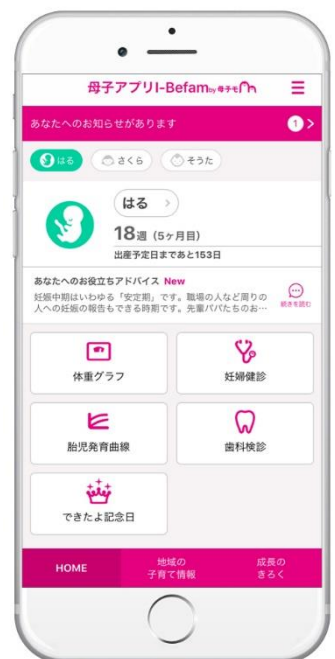 母子アプリI-Befam by 母子モ
あなたへのお知らせがあります
1
はる
さくら
そうた
はる
18週 (5ヶ月目)
出産予定日まであと153日
あなたへのお役立ちアドバイス New
妊娠中期はいわゆる「安定期」です。職場の人など周りの
人への妊娠の報告もできる時期です。先輩パパたちのお…
続きを読む
体重グラフ
妊婦健診
胎児発育曲線
歯科検診
できたよ記念日
HOME
地域の
子育て情報
成長の
きろく